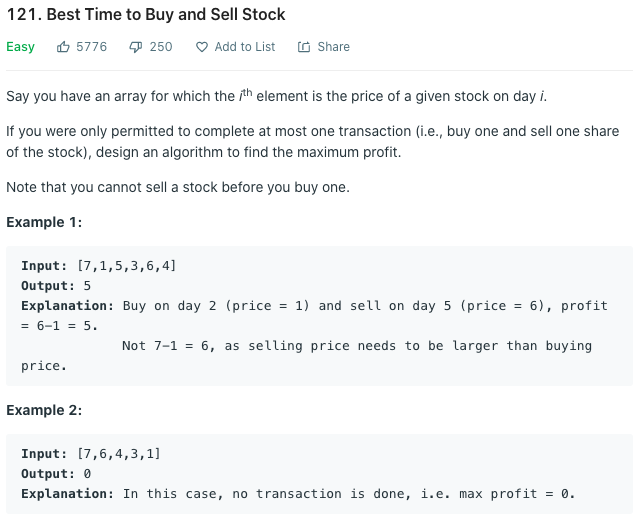 121. Best Time to Buy and Sell Stock
Easy 5776 250 Add to List Share
Say you have an array for which the ith element is the price of a given stock on day i.
If you were only permitted to complete at most one transaction (i.e., buy one and sell one share
of the stock), design an algorithm to find the maximum profit.
Note that you cannot sell a stock before you buy one.
Example 1:
Input: [7,1,5,3,6,4]
Output: 5
Explanation: Buy on day 2 (price = 1) and sell on day 5 (price = 6), profit
= 6-1 = 5.
Not 7-1 = 6, as selling price needs to be larger than buying
price.
Example 2:
Input: [7,6,4,3,1]
Output: 0
Explanation: In this case, no transaction is done, i.e. max profit = 0.